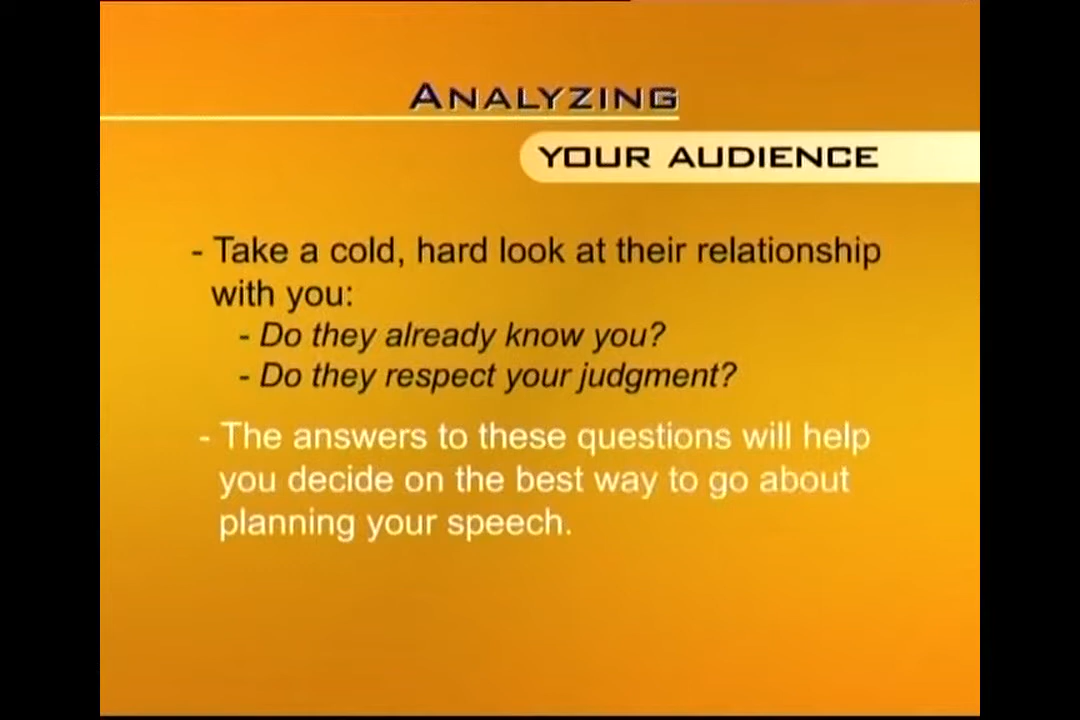 ANALYZING
YOUR AUDIENCE
- Take a cold, hard look at their relationship
with you:
- Do they already know you?
- Do they respect your judgment?
- The answers to these questions will help
you decide on the best way to go about
planning your speech.